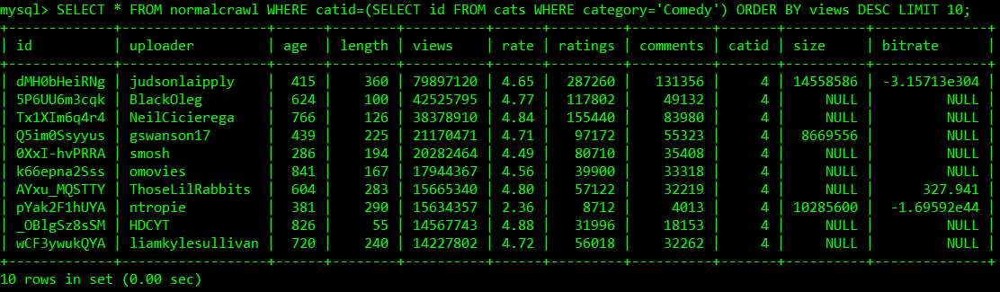 mysql> SELECT * FROM normalcrawl WHERE catid=(SELECT id FROM cats WHERE category='Comedy') ORDER BY views DESC LIMIT 10;
+-------------+------------------+------+--------+----------+------+---------+----------+-------+----------+---------------+
| id          | uploader         | age  | length | views    | rate | ratings | comments | catid | size     | bitrate       |
+-------------+------------------+------+--------+----------+------+---------+----------+-------+----------+---------------+
| dMH0bHeiRNg | judsonlaipply    |  415 |    360 | 79897120 | 4.65 |  287260 |   131356 |     4 | 14558586 | -3.15713e304 |
| 5P6UU6m3cqk | BlackOleg        |  624 |    100 | 42525795 | 4.77 |  117802 |    49132 |     4 |     NULL |          NULL |
| Tx1XIm6q4r4 | NeilCicierega    |  766 |    126 | 38378910 | 4.84 |  155440 |    83980 |     4 |     NULL |          NULL |
| Q5im0Ssyyus | gswanson17       |  439 |    225 | 21170471 | 4.71 |   97172 |    55323 |     4 |  8669556 |          NULL |
| 0XxI-hvPRRA | smosh            |  286 |    194 | 20282464 | 4.49 |   80710 |    35408 |     4 |     NULL |          NULL |
| k66epna2Sss | omovies          |  841 |    167 | 17944367 | 4.56 |   39900 |    33318 |     4 |     NULL |          NULL |
| AYxu_MQSTTY | ThoseLilRabbits  |  604 |    283 | 15665340 | 4.80 |   57122 |    32219 |     4 |     NULL |       327.941 |
| pYak2F1hUYA | ntropie          |  381 |    290 | 15634357 | 2.36 |    8712 |     4013 |     4 | 10285600 |  -1.69592e44 |
| _OBlgSz8sSM | HDCYT            |  826 |     55 | 14567743 | 4.88 |   31996 |    18153 |     4 |     NULL |          NULL |
| wCF3ywukQYA | liamkylesullivan |  720 |    240 | 14227802 | 4.72 |   56018 |    32262 |     4 |     NULL |          NULL |
+-------------+------------------+------+--------+----------+------+---------+----------+-------+----------+---------------+
10 rows in set (0.00 sec)